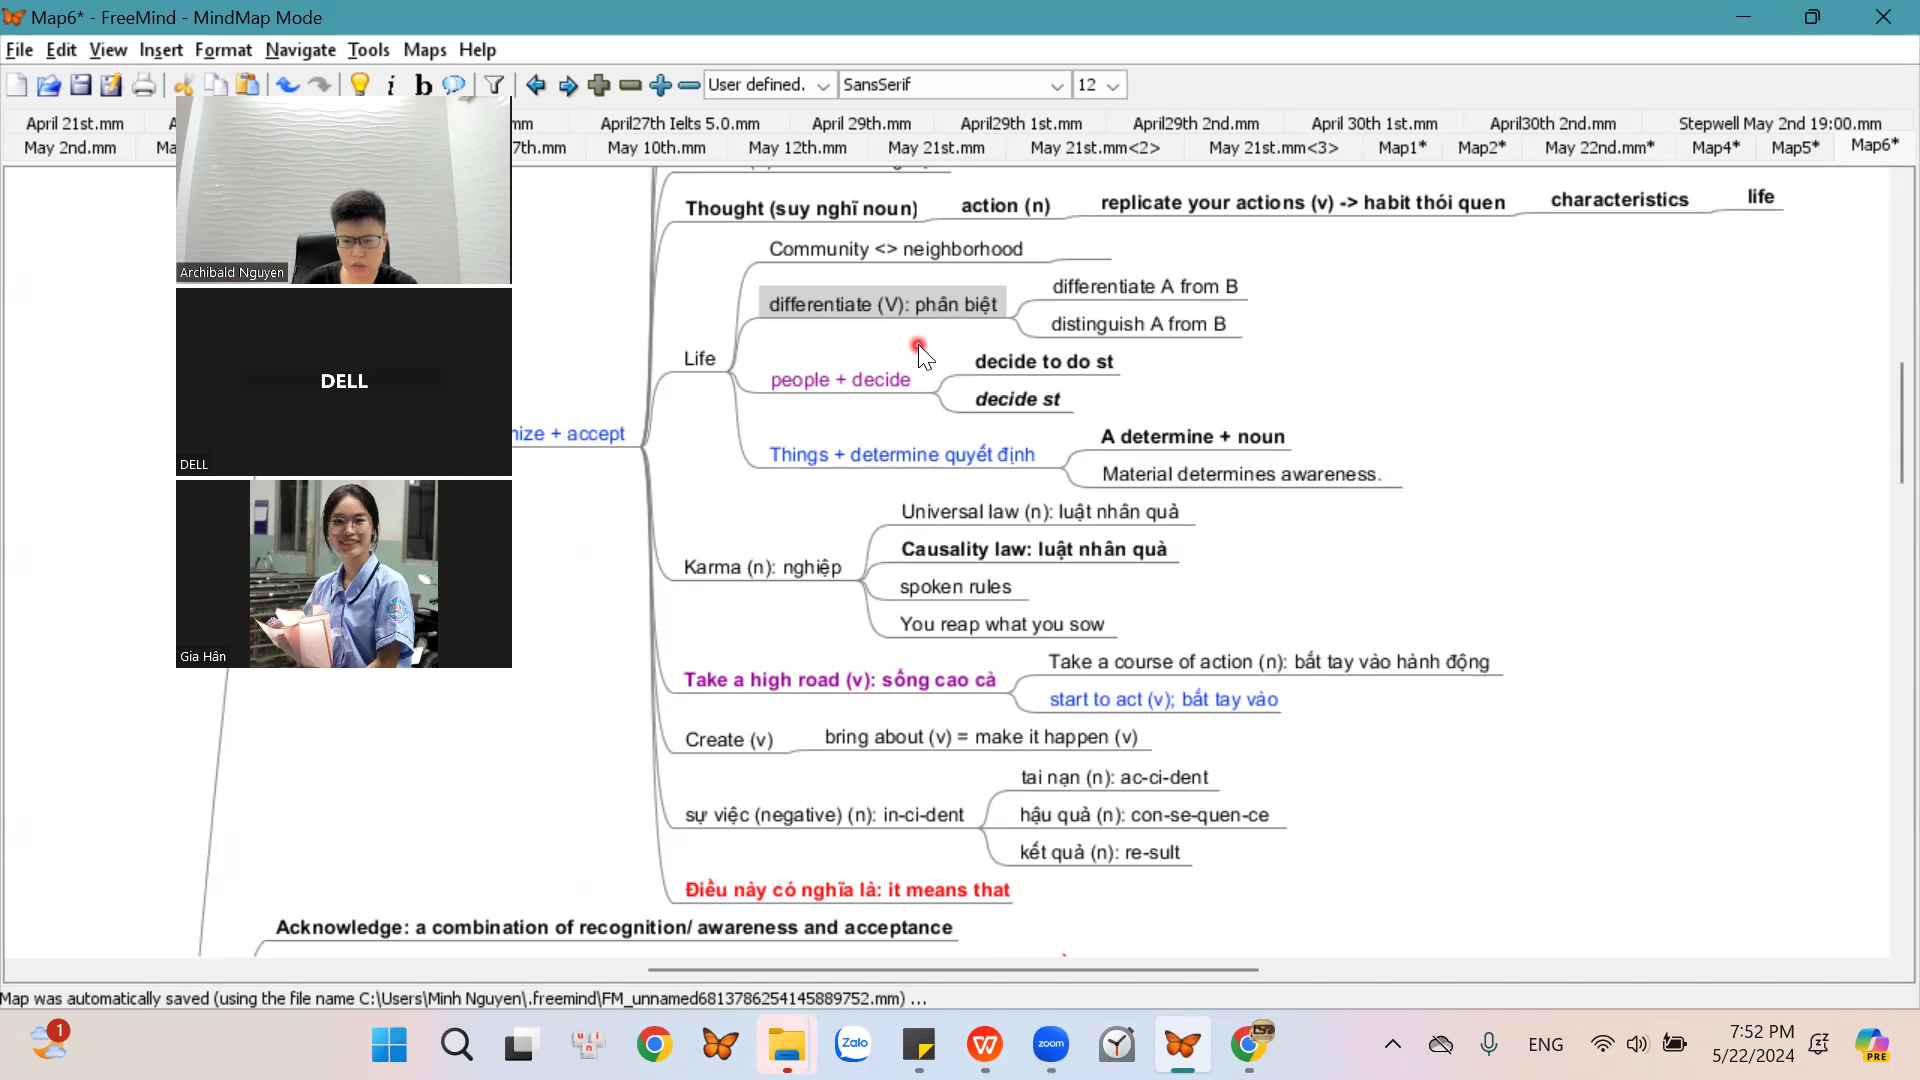 Map6* - FreeMind - MindMap Mode
File Edit View Insert Format Navigate Tools Maps Help
User defined. SansSerif 12
April 21st.mm A mm April27th Ielts 5.0.mm April 29th.mm April29th 1st.mm April29th 2nd.mm April 30th 1st.mm April30th 2nd.mm Stepwell May 2nd 19:00.mm
May 2nd.mm Ma 7th.mm May 10th.mm May 12th.mm May 21st.mm May 21st.mm<2> May 21st.mm<3> Map1* Map2* May 22nd.mm* Map4* Map5* Map6*
Thought (suy nghĩ noun) action (n) replicate your actions (v) -> habit thói quen characteristics life
Community <> neighborhood
differentiate (V): phân biệt
differentiate A from B
distinguish A from B
Life
people + decide
decide to do st
decide st
nize + accept
Things + determine quyết định
A determine + noun
Material determines awareness.
Karma (n): nghiệp
Universal law (n): luật nhân quả
Causality law: luật nhân quả
spoken rules
You reap what you sow
Take a high road (v): sống cao cả
Take a course of action (n): bắt tay vào hành động
start to act (v); bắt tay vào
Create (v) bring about (v) = make it happen (v)
sự việc (negative) (n): in-ci-dent
tai nạn (n): ac-ci-dent
hậu quả (n): con-se-quen-ce
kết quả (n): re-sult
Điều này có nghĩa là: it means that
Acknowledge: a combination of recognition/ awareness and acceptance
Archibald Nguyen
DELL
DELL
Gia Hân
Map was automatically saved (using the file name C:\Users\Minh Nguyen\.freemind\FM_unnamed6813786254145889752.mm) ...
1
Zalo
zoom
ENG
7:52 PM
5/22/2024
PRE